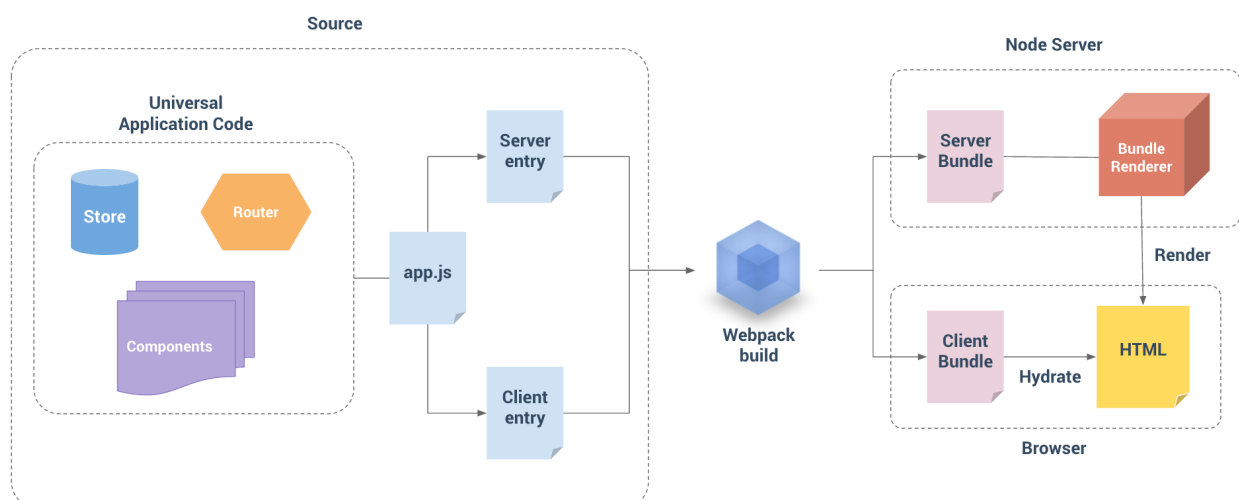 Source
Universal
Application Code
Store
Router
Components
app.js
Server
entry
Client
entry
Webpack
build
Node Server
Server
Bundle
Bundle
Renderer
Render
Client
Bundle
Hydrate
HTML
Browser